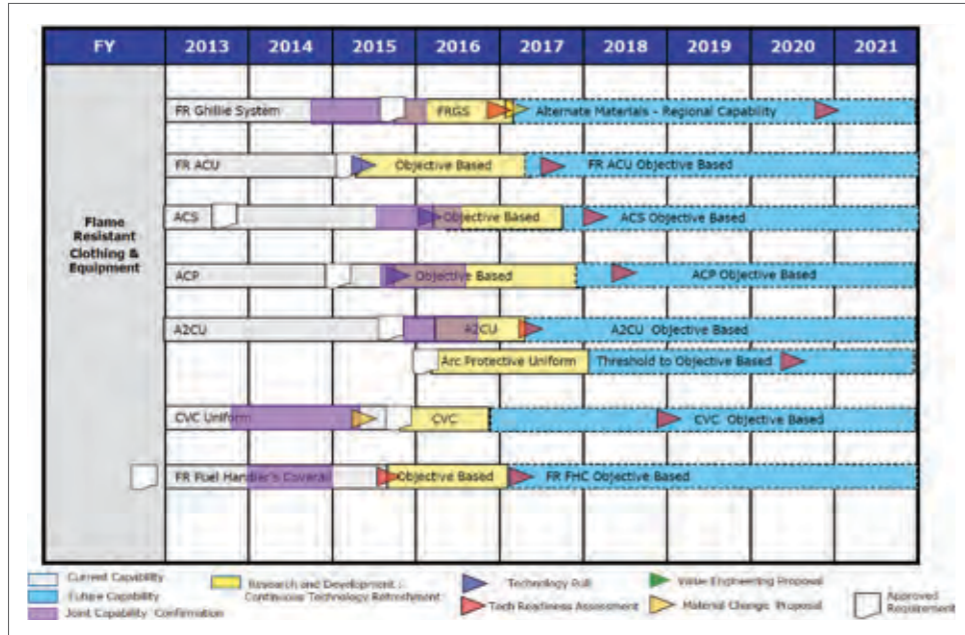 FY 2013 2014 2015 2016 2017 2018 2019 2020 2021
FR Ghillie System FRGS Alternate Materials - Regional Capability
FR ACU Objective Based FR ACU Objective Based
Flame
Resistant
Clothing &
Equipment
ACS Objective Based ACS Objective Based
ACP Objective Based ACP Objective Based
A2CU A2CU A2CU Objective Based
Arc Protective Uniform Threshold to Objective Based
CVC Uniform CVC CVC Objective Based
FR Fuel Handler's Coverall Objective Based FR FHC Objective Based
Current Capability
Future Capability
Joint Capability Confirmation
Research and Development :
Continuous Technology Refreshment
Technology Pull
Tech Readiness Assessment
Value Engineering Proposal
Material Change Proposal
Approved
Requirement